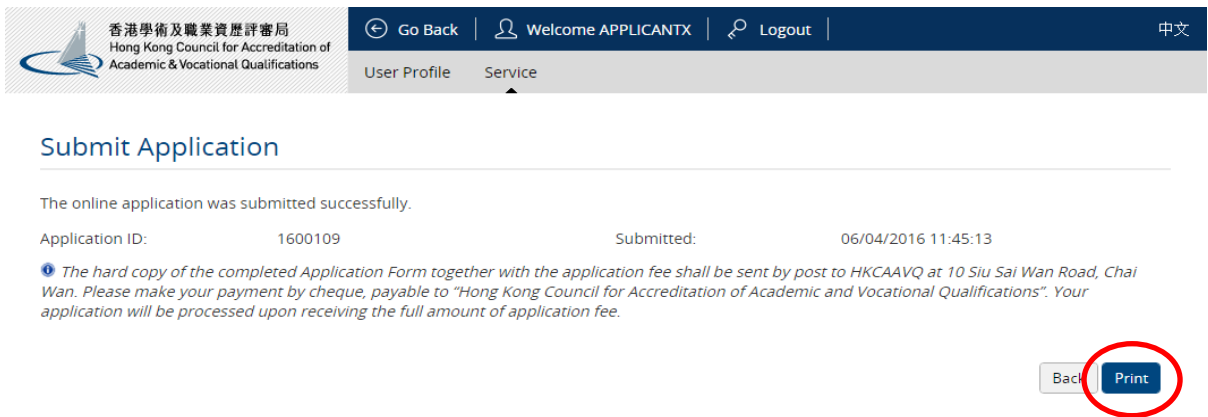 香港學術及職業資歷評審局
Hong Kong Council for Accreditation of
Academic & Vocational Qualifications
Go Back
Welcome APPLICANTX
Logout
中文
User Profile
Service
Submit Application
The online application was submitted successfully.
Application ID: 1600109 Submitted: 06/04/2016 11:45:13
The hard copy of the completed Application Form together with the application fee shall be sent by post to HKCAAVQ at 10 Siu Sai Wan Road, Chai
Wan. Please make your payment by cheque, payable to “Hong Kong Council for Accreditation of Academic and Vocational Qualifications”. Your
application will be processed upon receiving the full amount of application fee.
Back
Print